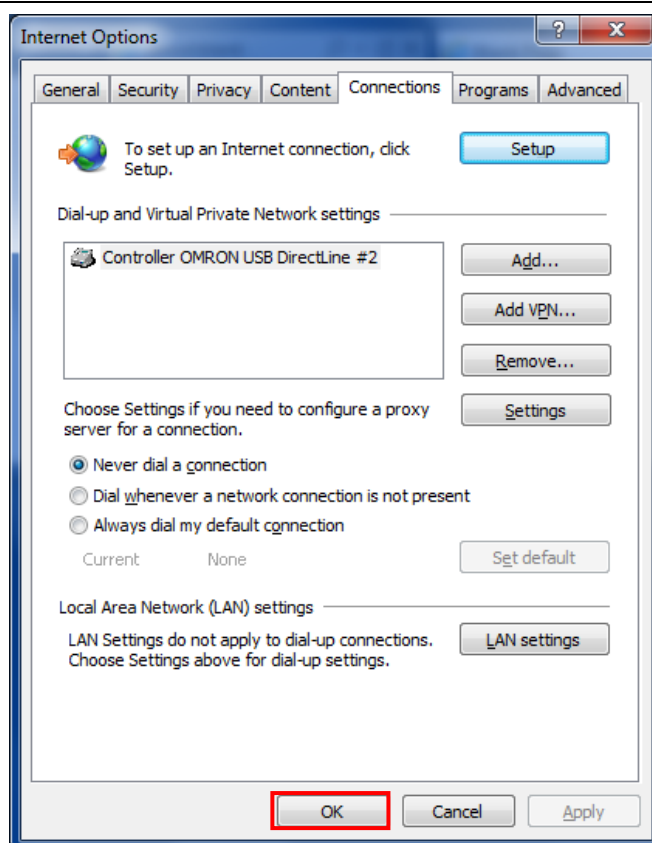 Internet Options
?
X
General Security Privacy Content Connections Programs Advanced
To set up an Internet connection, click
Setup.
Setup
Dial-up and Virtual Private Network settings
Controller OMRON USB DirectLine #2
Add...
Add VPN...
Remove...
Choose Settings if you need to configure a proxy
server for a connection.
Settings
Never dial a connection
Dial whenever a network connection is not present
Always dial my default connection
Current None
Set default
Local Area Network (LAN) settings
LAN Settings do not apply to dial-up connections.
Choose Settings above for dial-up settings.
LAN settings
OK Cancel Apply